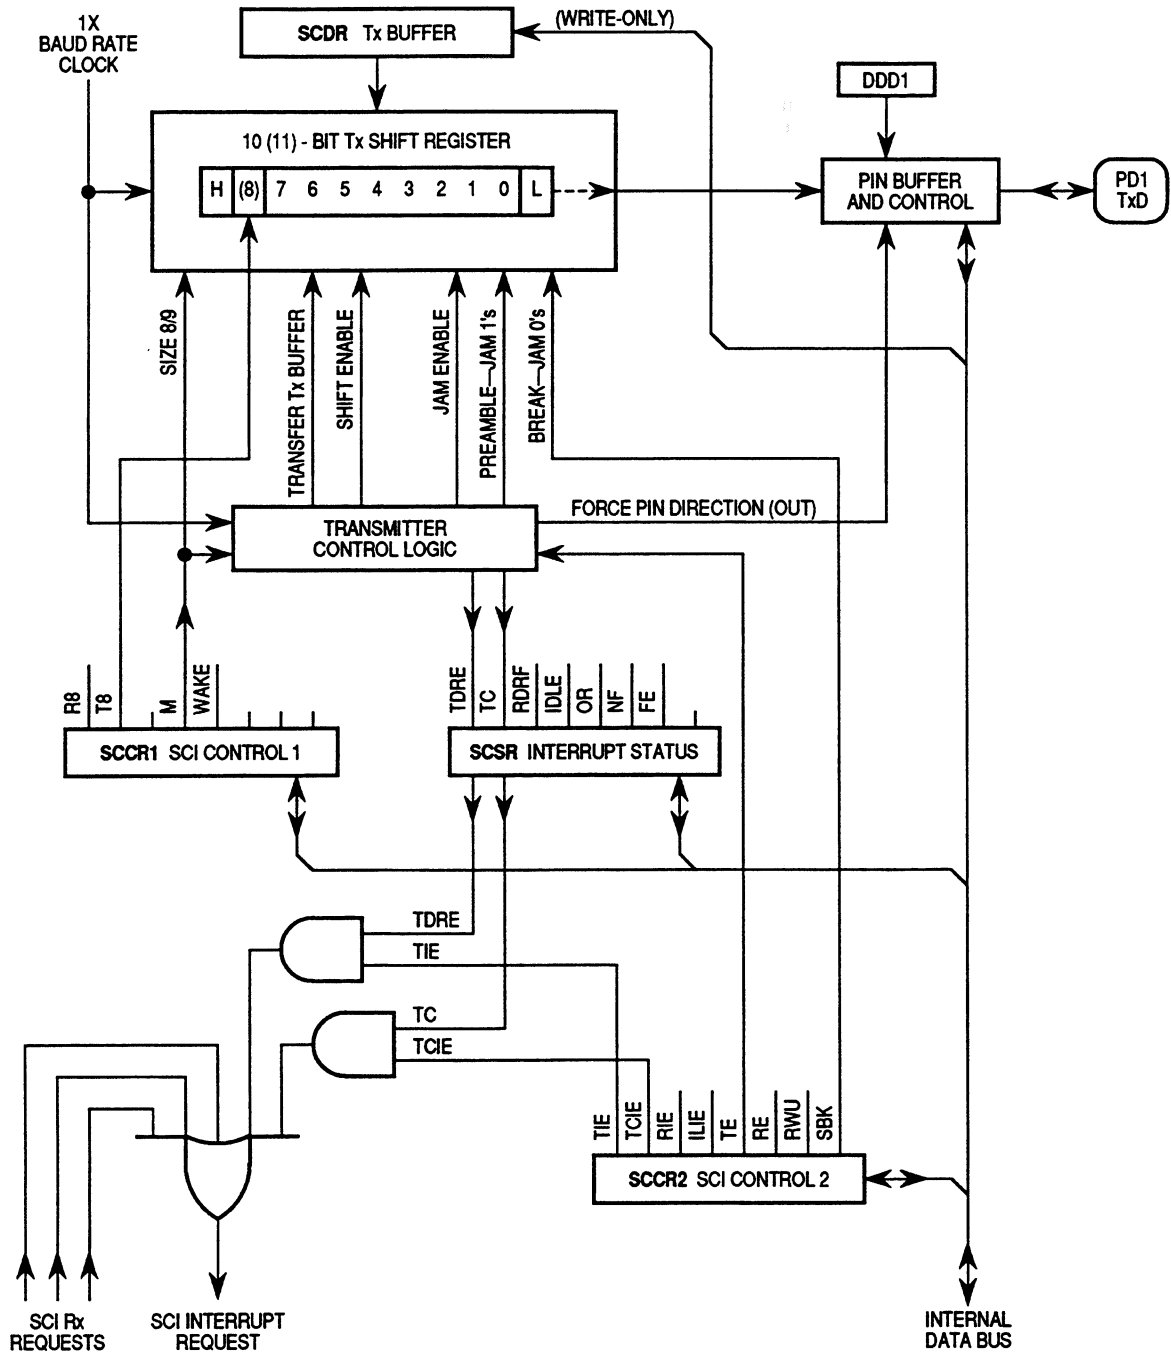 1X
BAUD RATE
CLOCK
SCDR Tx BUFFER
(WRITE-ONLY)
DDD1
10 (11) - BIT Tx SHIFT REGISTER
H (8) 7 6 5 4 3 2 1 0 L
PIN BUFFER
AND CONTROL
PD1
TxD
SIZE 8/9
TRANSFER Tx BUFFER
SHIFT ENABLE
JAM ENABLE
PREAMBLE—JAM 1's
BREAK—JAM 0's
FORCE PIN DIRECTION (OUT)
TRANSMITTER
CONTROL LOGIC
R8
T8
M
WAKE
TDRE
TC
RDRF
IDLE
OR
NF
FE
SCCR1 SCI CONTROL 1
SCSR INTERRUPT STATUS
TDRE
TIE
TC
TCIE
TIE
TCIE
RIE
ILIE
TE
RE
RWU
SBK
SCCR2 SCI CONTROL 2
SCI Rx
REQUESTS
SCI INTERRUPT
REQUEST
INTERNAL
DATA BUS